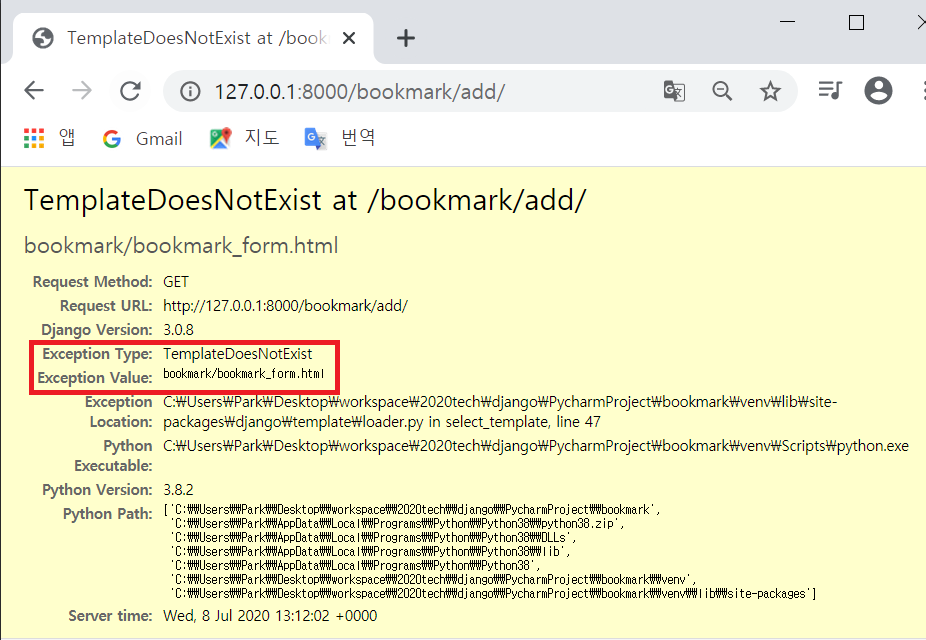 TemplateDoesNotExist at /book
127.0.0.1:8000/bookmark/add/
앱 Gmail 지도 번역
TemplateDoesNotExist at /bookmark/add/
bookmark/bookmark_form.html
Request Method: GET
Request URL: http://127.0.0.1:8000/bookmark/add/
Django Version: 3.0.8
Exception Type: TemplateDoesNotExist
Exception Value: bookmark/bookmark_form.html
Exception C:₩Users₩Park₩Desktop₩workspace₩2020tech₩django₩PycharmProject₩bookmark₩venv₩lib₩site-
Location: packages₩django₩template₩loader.py in select_template, line 47
Python C:₩Users₩Park₩Desktop₩workspace₩2020tech₩django₩PycharmProject₩bookmark₩venv₩Scripts₩python.exe
Executable:
Python Version: 3.8.2
Python Path: ['C:₩₩Users₩₩Park₩₩Desktop₩₩workspace₩₩2020tech₩₩django₩₩PycharmProject₩₩bookmark',
'C:₩₩Users₩₩Park₩₩AppData₩₩Local₩₩Programs₩₩Python₩₩Python38₩₩python38.zip',
'C:₩₩Users₩₩Park₩₩AppData₩₩Local₩₩Programs₩₩Python₩₩Python38₩₩DLLs',
'C:₩₩Users₩₩Park₩₩AppData₩₩Local₩₩Programs₩₩Python₩₩Python38₩₩lib',
'C:₩₩Users₩₩Park₩₩AppData₩₩Local₩₩Programs₩₩Python₩₩Python38',
'C:₩₩Users₩₩Park₩₩Desktop₩₩workspace₩₩2020tech₩₩django₩₩PycharmProject₩₩bookmark₩₩venv',
'C:₩₩Users₩₩Park₩₩Desktop₩₩workspace₩₩2020tech₩₩django₩₩PycharmProject₩₩bookmark₩₩venv₩₩lib₩₩site-packages']
Server time: Wed, 8 Jul 2020 13:12:02 +0000